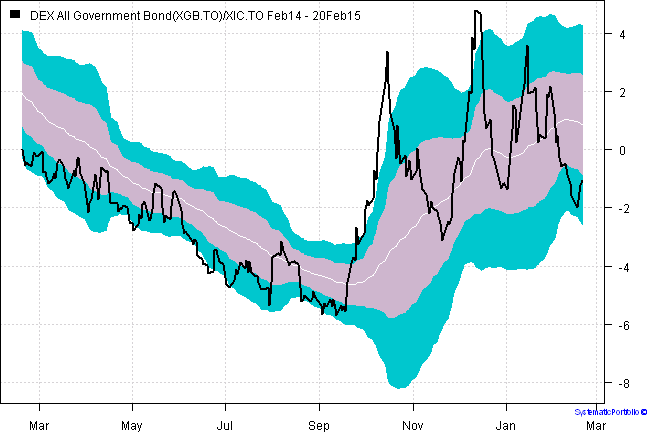 DEX All Government Bond(XGB.TO)/XIC.TO Feb14 - 20Feb15
4
2
0
-2
-4
-6
-8
SystematicPortfolio ©
Mar May Jul Sep Nov Jan Mar